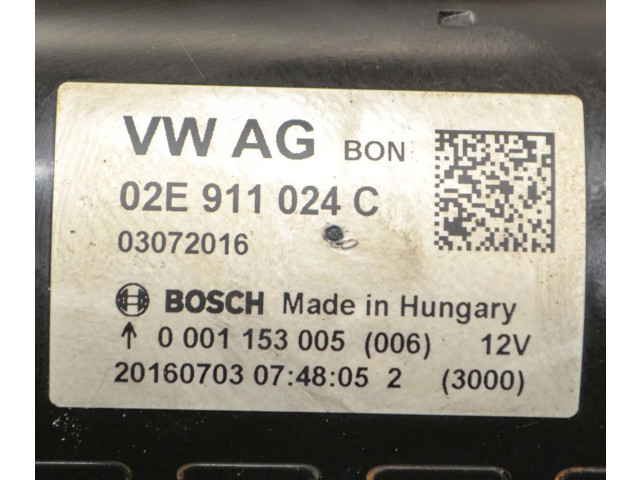 VW AG BON
02E 911 024 C
03072016
BOSCH Made in Hungary
↑ 0 001 153 005 (006) 12V
20160703 07:48:05 2 (3000)